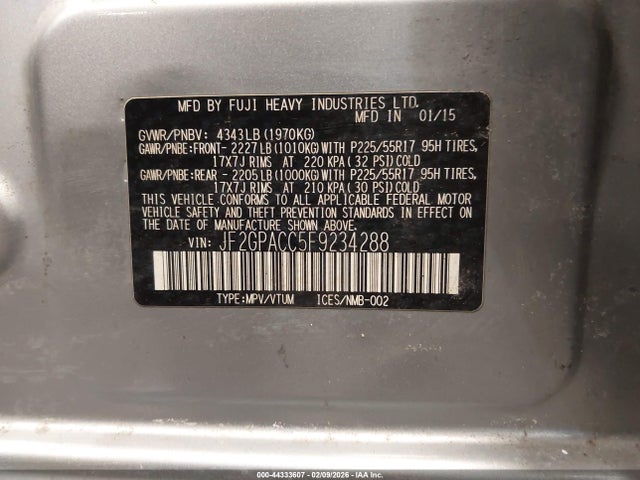 MFD BY FUJI HEAVY INDUSTRIES LTD.
MFD IN 01/15
GVWR/PNBV: 4343LB(1970KG)
GAWR/PNBE:FRONT- 2227LB(1010KG)WITH P225/55R17 95H TIRES,
17X7J RIMS AT 220 KPA(32 PSI)COLD
GAWR/PNBE:REAR - 2205LB(1000KG)WITH P225/55R17 95H TIRES,
17X7J RIMS AT 210 KPA(30 PSI)COLD
THIS VEHICLE CONFORMS TO ALL APPLICABLE FEDERAL MOTOR
VEHICLE SAFETY AND THEFT PREVENTION STANDARDS IN EFFECT ON
THE DATE OF MANUFACTURE SHOWN ABOVE.
VIN: JF2GPACC5F9234288
TYPE:MPV/VTUM ICES/NMB-002
000-44333607 - 02/09/2026 - IAA Inc.